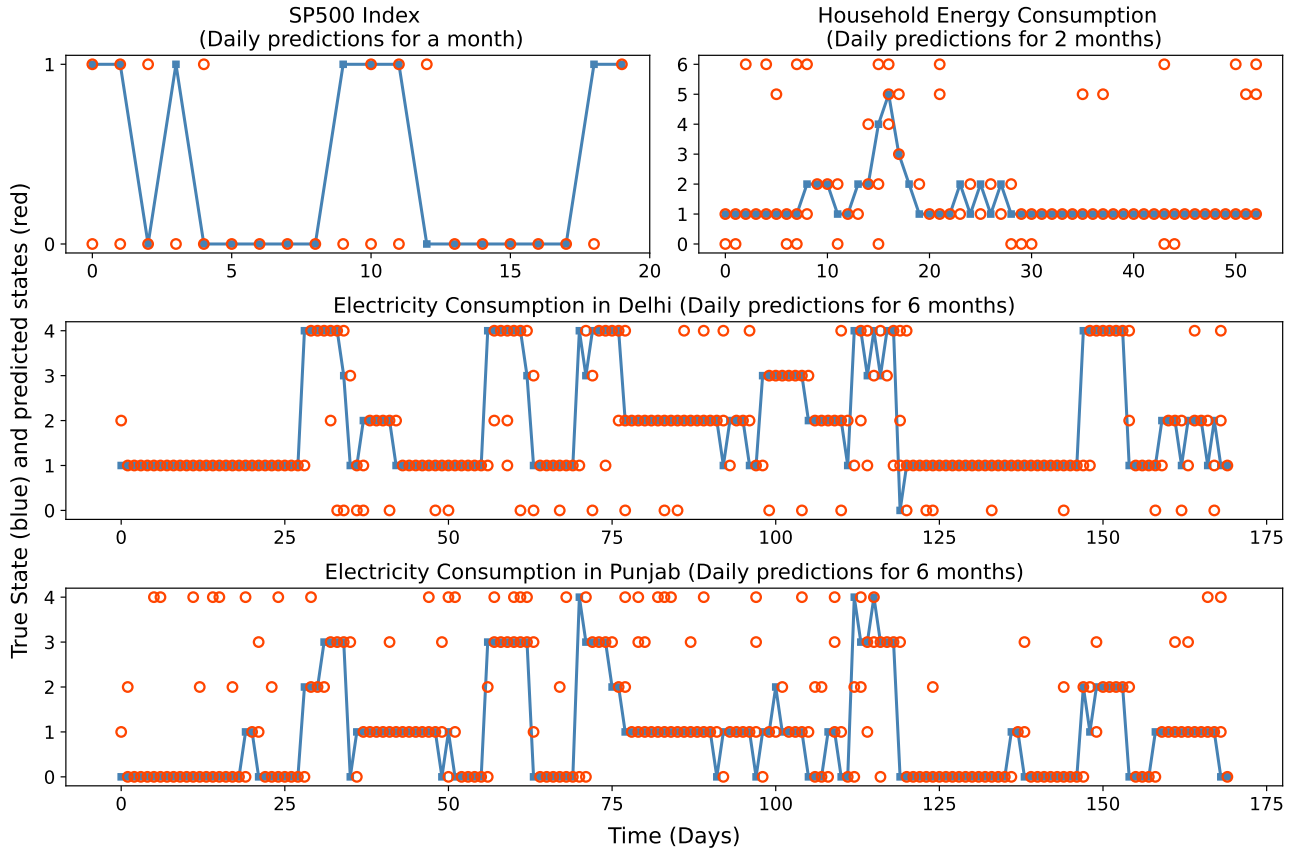 SP500 Index
(Daily predictions for a month)
1
0
0 5 10 15 20
Household Energy Consumption
(Daily predictions for 2 months)
6
5
4
3
2
1
0
0 10 20 30 40 50
True State (blue) and predicted states (red)
Electricity Consumption in Delhi (Daily predictions for 6 months)
4
3
2
1
0
0 25 50 75 100 125 150 175
Electricity Consumption in Punjab (Daily predictions for 6 months)
4
3
2
1
0
0 25 50 75 100 125 150 175
Time (Days)